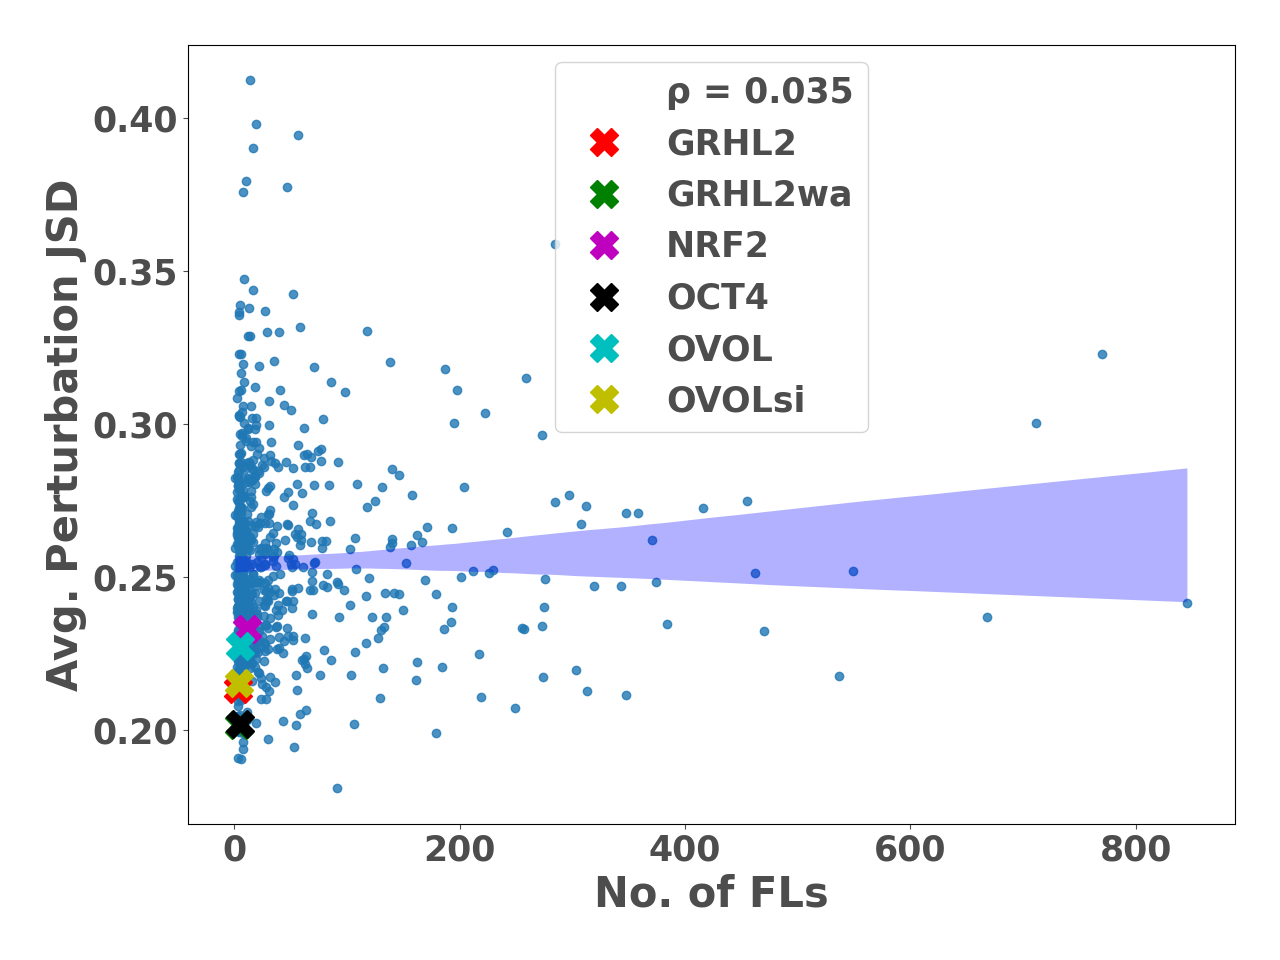 ρ = 0.035
GRHL2
GRHL2wa
NRF2
OCT4
OVOL
OVOLsi
Avg. Perturbation JSD
0.40
0.35
0.30
0.25
0.20
0 200 400 600 800
No. of FLs